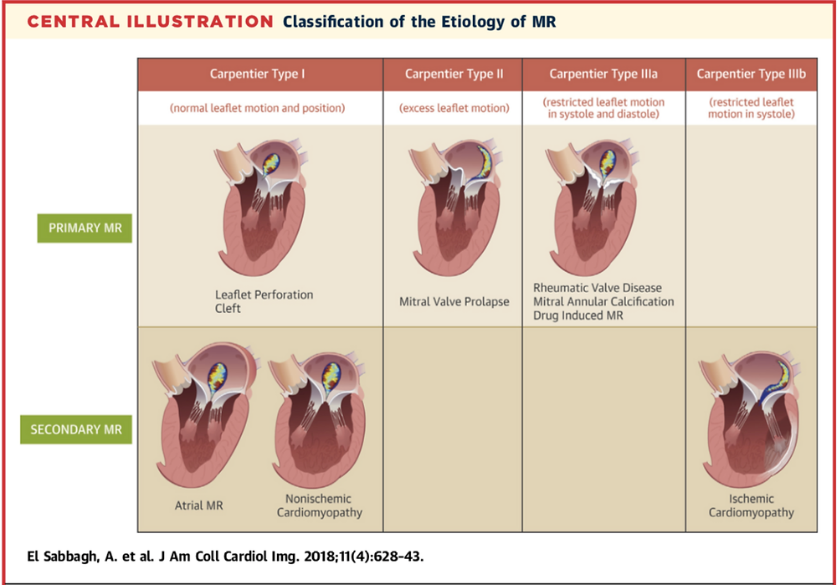 CENTRAL ILLUSTRATION Classification of the Etiology of MR
Carpentier Type I
Carpentier Type II
Carpentier Type IIIa
Carpentier Type IIIb
(normal leaflet motion and position)
(excess leaflet motion)
(restricted leaflet motion
in systole and diastole)
(restricted leaflet
motion in systole)
PRIMARY MR
Leaflet Perforation
Cleft
Mitral Valve Prolapse
Rheumatic Valve Disease
Mitral Annular Calcification
Drug Induced MR
SECONDARY MR
Atrial MR
Nonischemic
Cardiomyopathy
Ischemic
Cardiomyopathy
El Sabbagh, A. et al. J Am Coll Cardiol Img. 2018;11(4):628–43.